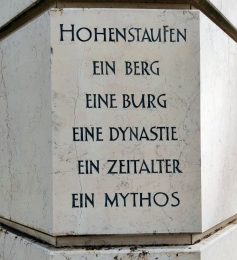 HOHENSTAUFEN
EIN BERG
EINE BURG
EINE DYNASTIE
EIN ZEITALTER
EIN MYTHOS